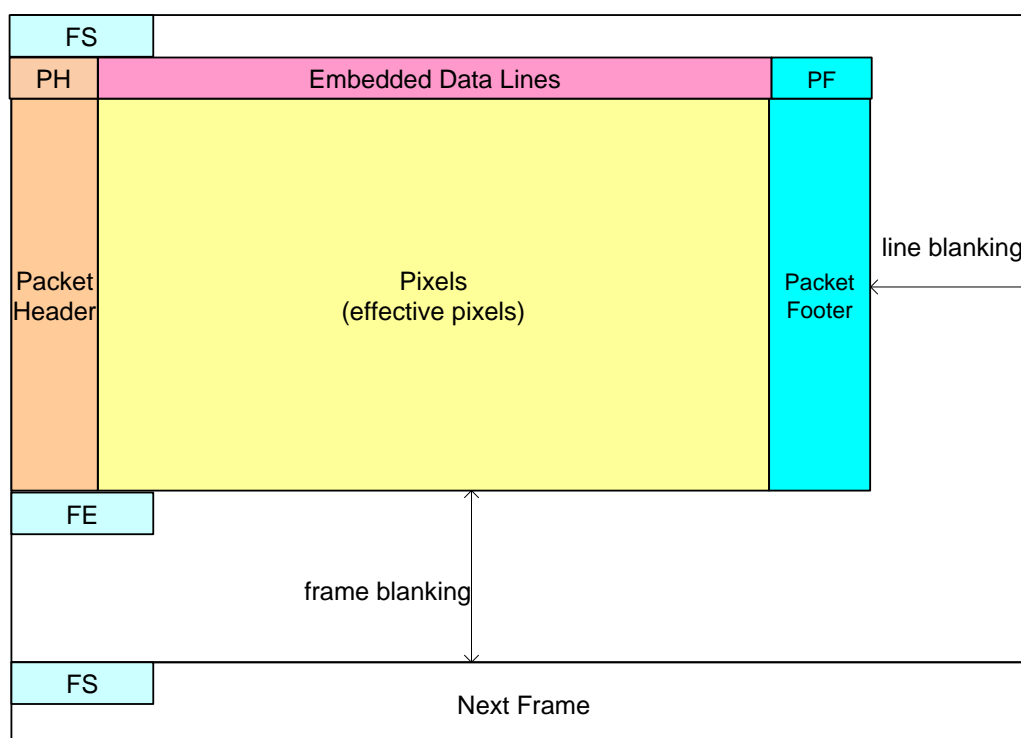 FS
PH
Embedded Data Lines
PF
line blanking
Packet
Header
Pixels
(effective pixels)
Packet
Footer
FE
frame blanking
FS
Next Frame